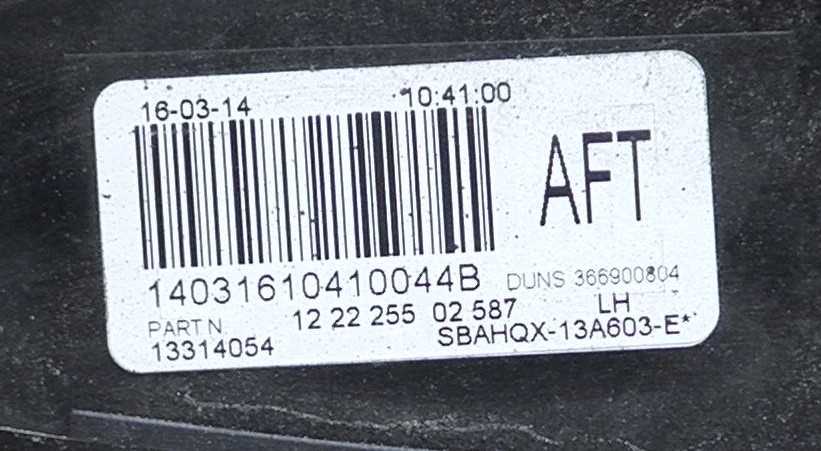 16-03-14 10:41:00
AFT
14031610410044B DUNS 366900804
12 22 255 02 587 LH
PART N.
13314054 SBAHQX-13A603-E*